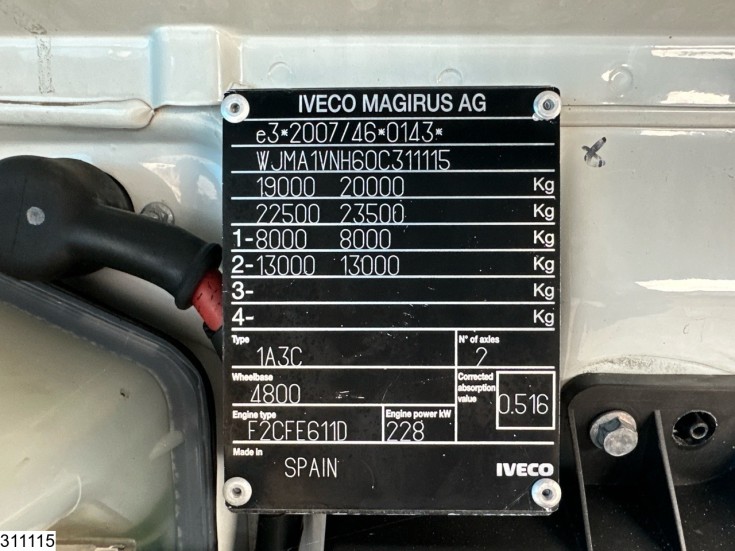 IVECO MAGIRUS AG
e3*2007/46*0143*
WJMA1VNH60C311115
19000 20000 Kg
22500 23500 Kg
1-8000 8000 Kg
2-13000 13000 Kg
3- Kg
4- Kg
Type 1A3C N° of axles 2
Wheelbase 4800 Corrected absorption value 0.516
Engine type F2CFE611D Engine power kW 228
Made in SPAIN IVECO
311115